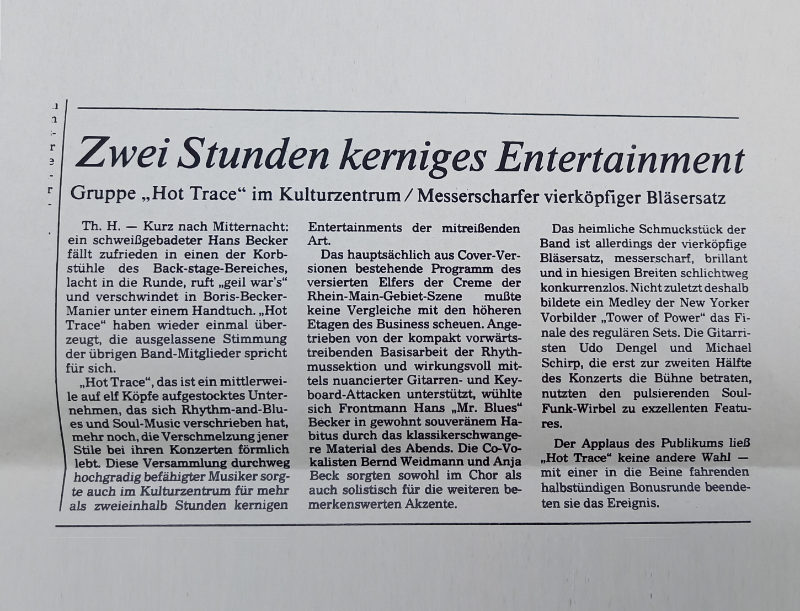 Zwei Stunden kerniges Entertainment
Gruppe „Hot Trace“ im Kulturzentrum / Messerscharfer vierköpfiger Bläsersatz
Th. H. — Kurz nach Mitternacht:
ein schweißgebadeter Hans Becker
fällt zufrieden in einen der Korb-
stühle des Back-stage-Bereiches,
lacht in die Runde, ruft „geil war's“
und verschwindet in Boris-Becker-
Manier unter einem Handtuch. „Hot
Trace“ haben wieder einmal über-
zeugt, die ausgelassene Stimmung
der übrigen Band-Mitglieder spricht
für sich.
„Hot Trace“, das ist ein mittlerwei-
le auf elf Köpfe aufgestocktes Unter-
nehmen, das sich Rhythm-and-Blu-
es und Soul-Music verschrieben hat,
mehr noch, die Verschmelzung jener
Stile bei ihren Konzerten förmlich
lebt. Diese Versammlung durchweg
hochgradig befähigter Musiker sorg-
te auch im Kulturzentrum für mehr
als zweieinhalb Stunden kernigen
Entertainments der mitreißenden
Art.
Das hauptsächlich aus Cover-Ver-
sionen bestehende Programm des
versierten Elfers der Creme der
Rhein-Main-Gebiet-Szene mußte
keine Vergleiche mit den höheren
Etagen des Business scheuen. Ange-
trieben von der kompakt vorwärts-
treibenden Basisarbeit der Rhyth-
mussektion und wirkungsvoll mit-
tels nuancierter Gitarren- und Key-
board-Attacken unterstützt, wühlte
sich Frontmann Hans „Mr. Blues“
Becker in gewohnt souveränem Ha-
bitus durch das klassikerschwange-
re Material des Abends. Die Co-Vo-
kalisten Bernd Weidmann und Anja
Beck sorgten sowohl im Chor als
auch solistisch für die weiteren be-
merkenswerten Akzente.
Das heimliche Schmuckstück der
Band ist allerdings der vierköpfige
Bläsersatz, messerscharf, brillant
und in hiesigen Breiten schlichtweg
konkurrenzlos. Nicht zuletzt deshalb
bildete ein Medley der New Yorker
Vorbilder „Tower of Power“ das Fi-
nale des regulären Sets. Die Gitarri-
sten Udo Dengel und Michael
Schirp, die erst zur zweiten Hälfte
des Konzerts die Bühne betraten,
nutzten den pulsierenden Soul-
Funk-Wirbel zu exzellenten Featu-
res.
Der Applaus des Publikums ließ
„Hot Trace“ keine andere Wahl —
mit einer in die Beine fahrenden
halbstündigen Bonusrunde beende-
ten sie das Ereignis.